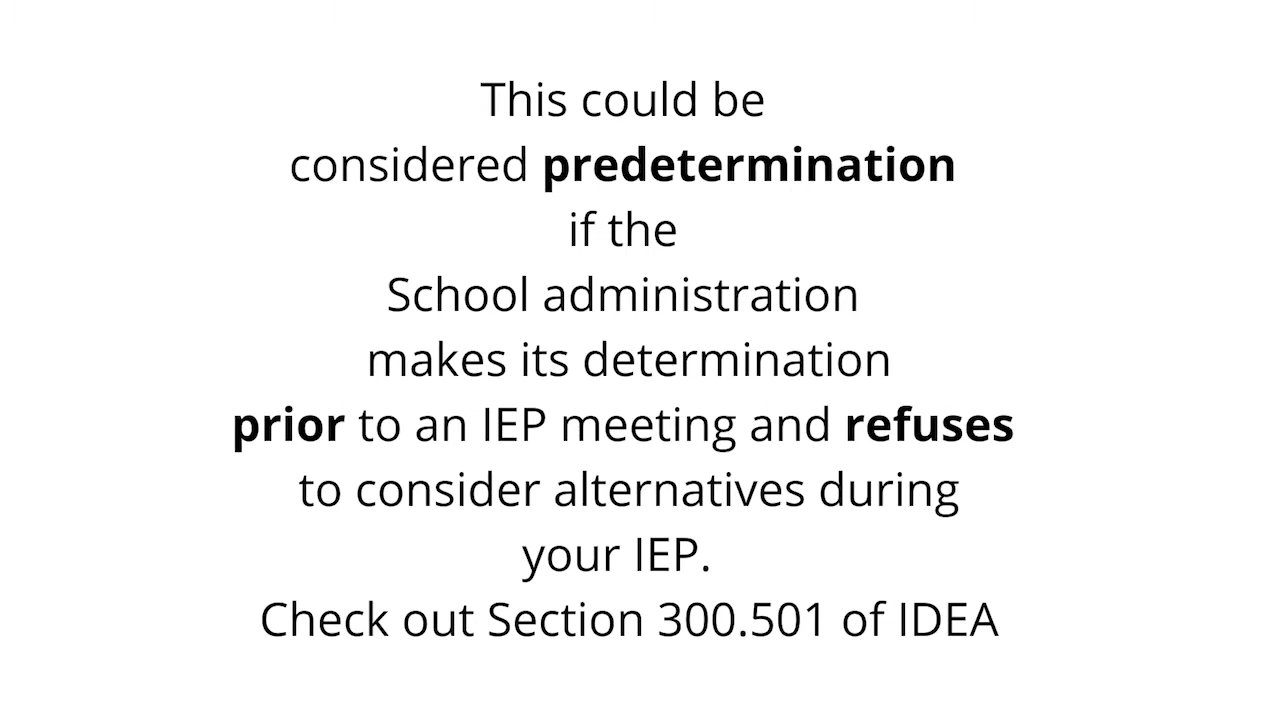 This could be
considered predetermination
if the
School administration
makes its determination
prior to an IEP meeting and refuses
to consider alternatives during
your IEP.
Check out Section 300.501 of IDEA